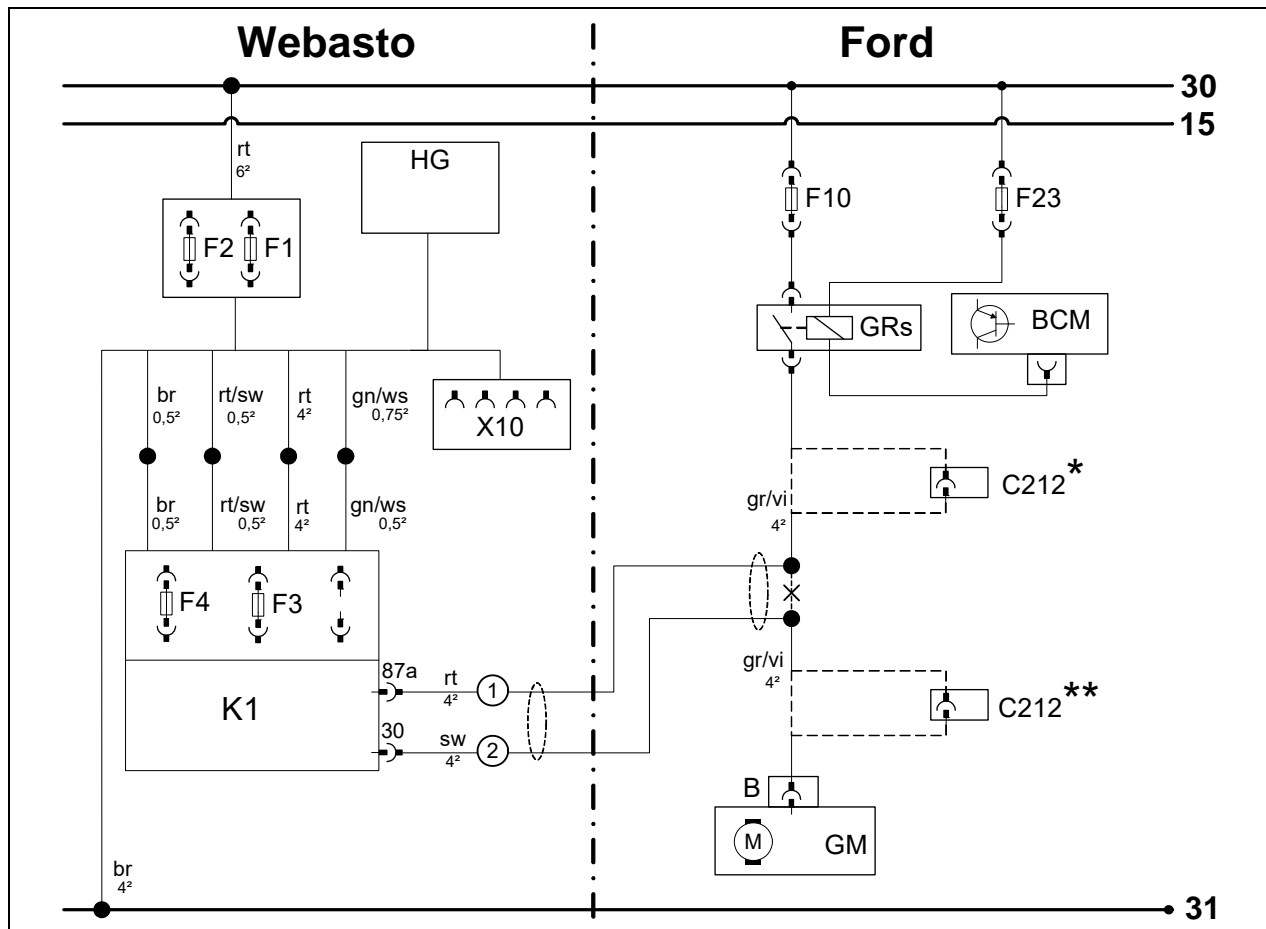 Webasto
Ford
30
15
rt
6²
HG
F2
F1
F10
F23
GRs
BCM
br
0,5²
rt/sw
0,5²
rt
4²
gn/ws
0,75²
X10
C212*
br
0,5²
rt/sw
0,5²
rt
4²
gn/ws
0,5²
gr/vi
4²
F4
F3
K1
87a
rt
4²
1
30
sw
4²
2
gr/vi
4²
C212**
B
M
GM
br
4²
31